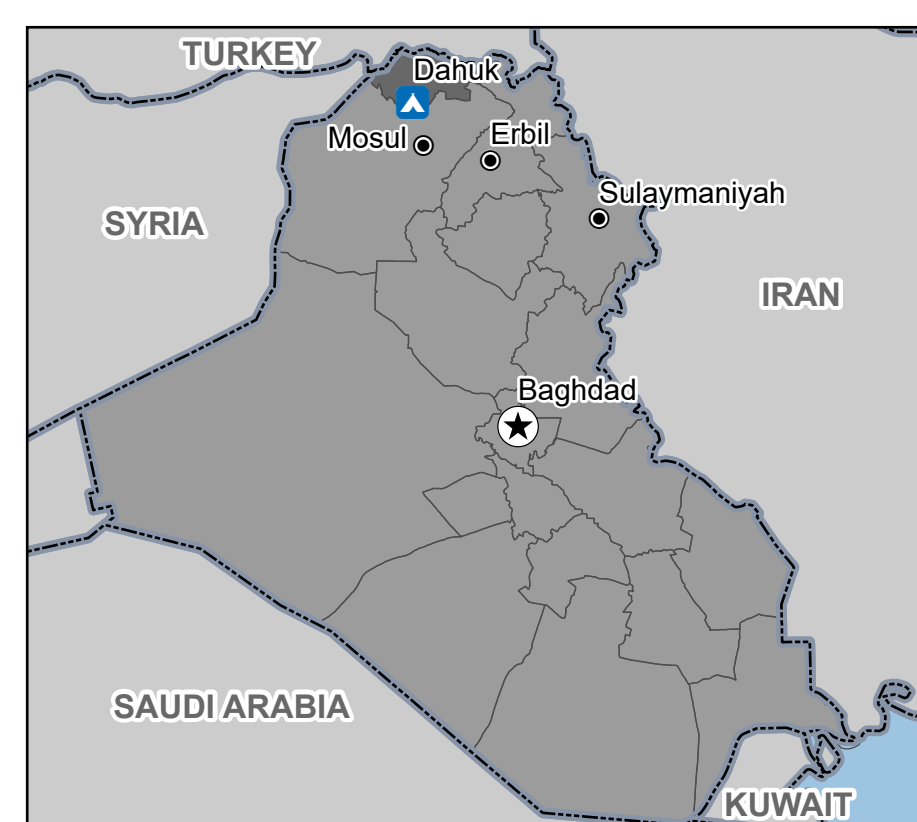 TURKEY
Dahuk
Mosul
Erbil
Sulaymaniyah
SYRIA
IRAN
Baghdad
SAUDI ARABIA
KUWAIT